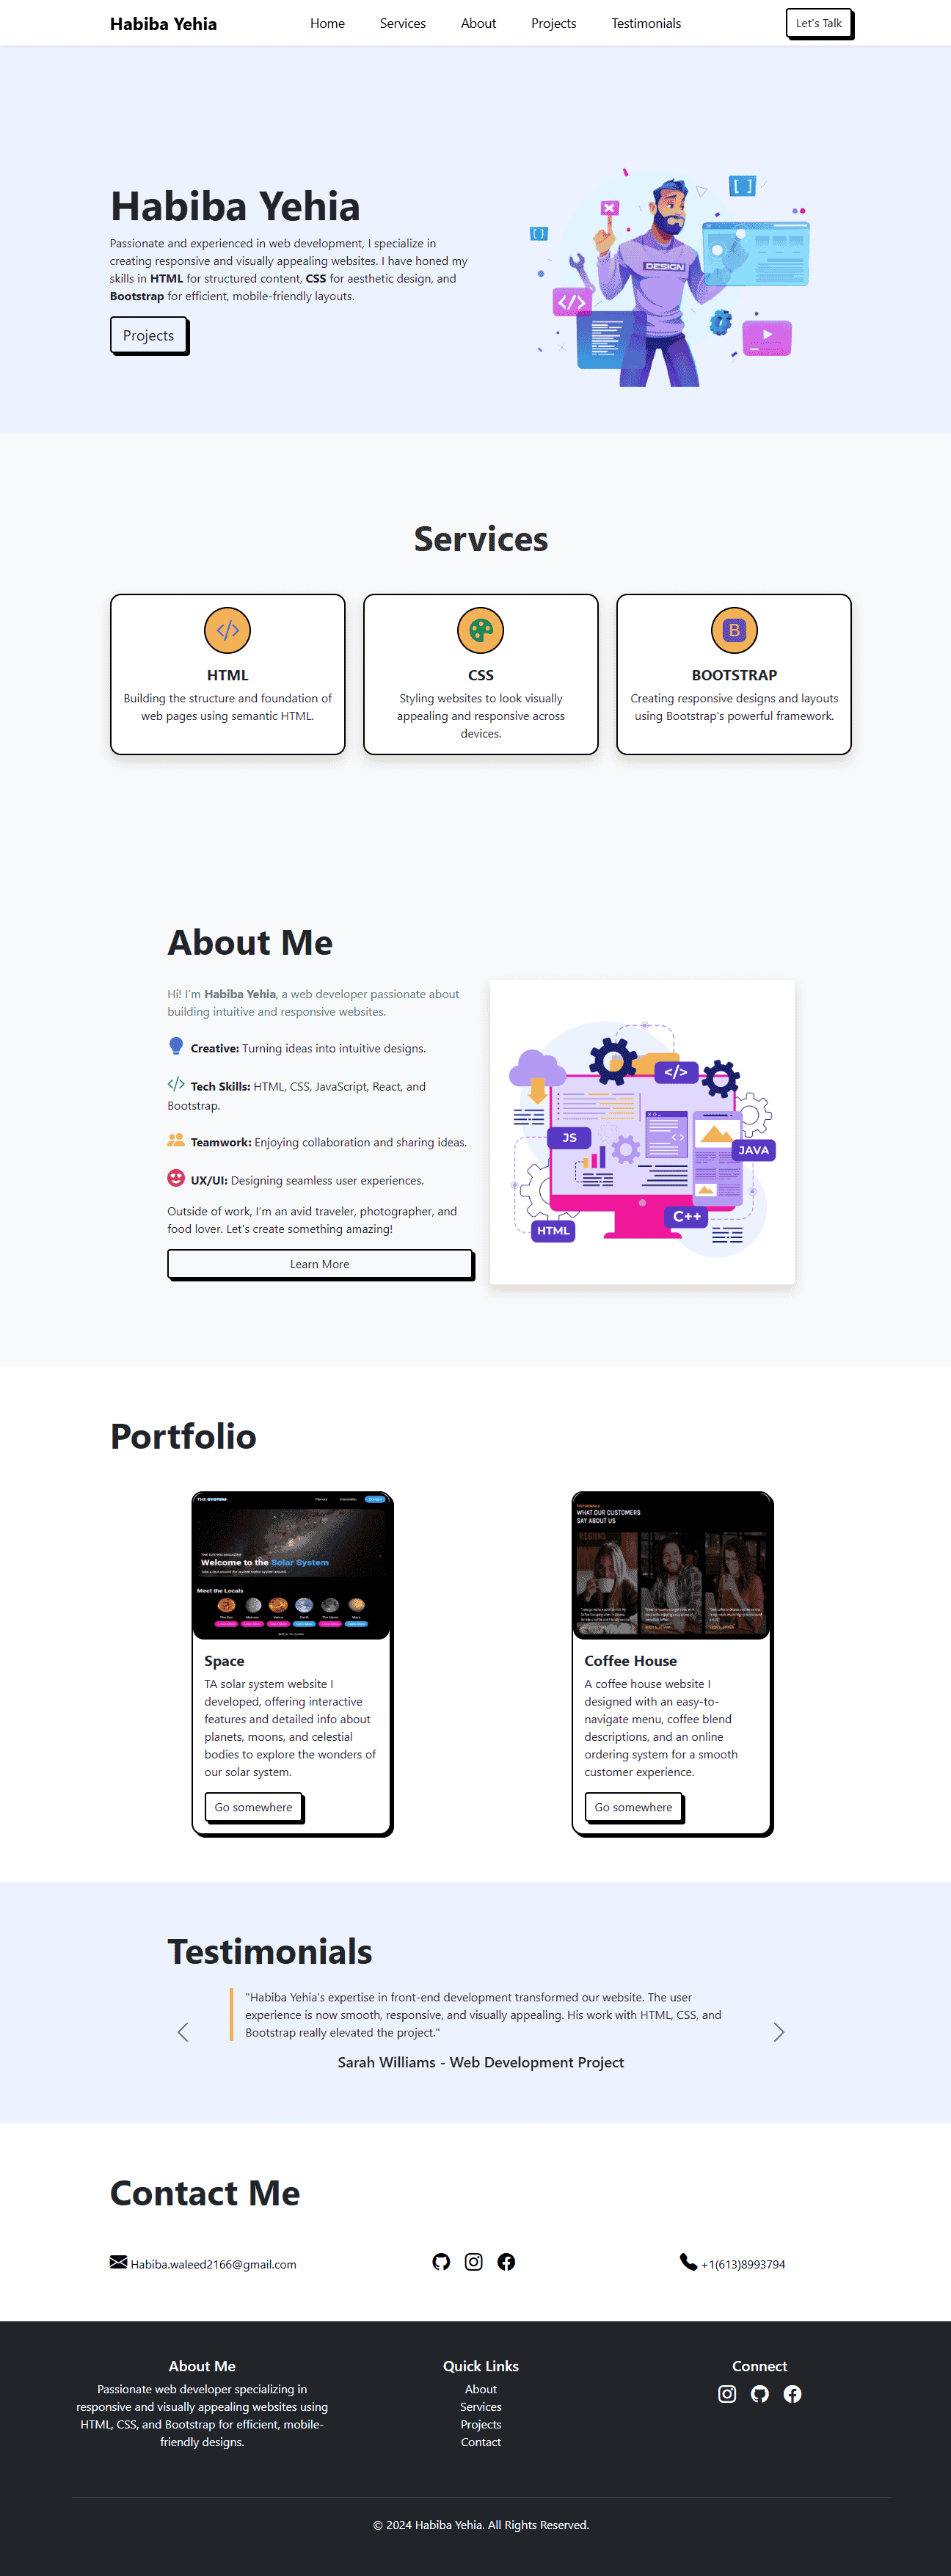 Habiba Yehia
Home
Services
About
Projects
Testimonials
Let's Talk
Habiba Yehia
Passionate and experienced in web development, I specialize in
creating responsive and visually appealing websites. I have honed my
skills in HTML for structured content, CSS for aesthetic design, and
Bootstrap for efficient, mobile-friendly layouts.
Projects
[ ]
{ }
</>
DESIGN
Services
</>
HTML
Building the structure and foundation of
web pages using semantic HTML.
CSS
Styling websites to look visually
appealing and responsive across
devices.
B
BOOTSTRAP
Creating responsive designs and layouts
using Bootstrap's powerful framework.
About Me
Hi! I'm Habiba Yehia, a web developer passionate about
building intuitive and responsive websites.
Creative: Turning ideas into intuitive designs.
</> Tech Skills: HTML, CSS, JavaScript, React, and
Bootstrap.
Teamwork: Enjoying collaboration and sharing ideas.
UX/UI: Designing seamless user experiences.
Outside of work, I'm an avid traveler, photographer, and
food lover. Let's create something amazing!
Learn More
</>
JS
< >
JAVA
C++
HTML
Portfolio
THE SYSTEM
Welcome to the Solar System
Meet the Locals
Space
TA solar system website I
developed, offering interactive
features and detailed info about
planets, moons, and celestial
bodies to explore the wonders of
our solar system.
Go somewhere
TESTIMONIALS
WHAT OUR CUSTOMERS
SAY ABOUT US
Coffee House
A coffee house website I
designed with an easy-to-
navigate menu, coffee blend
descriptions, and an online
ordering system for a smooth
customer experience.
Go somewhere
Testimonials
"Habiba Yehia's expertise in front-end development transformed our website. The user
experience is now smooth, responsive, and visually appealing. His work with HTML, CSS, and
Bootstrap really elevated the project."
Sarah Williams - Web Development Project
Contact Me
Habiba.waleed2166@gmail.com
+1(613)8993794
About Me
Passionate web developer specializing in
responsive and visually appealing websites using
HTML, CSS, and Bootstrap for efficient, mobile-
friendly designs.
Quick Links
About
Services
Projects
Contact
Connect
© 2024 Habiba Yehia. All Rights Reserved.